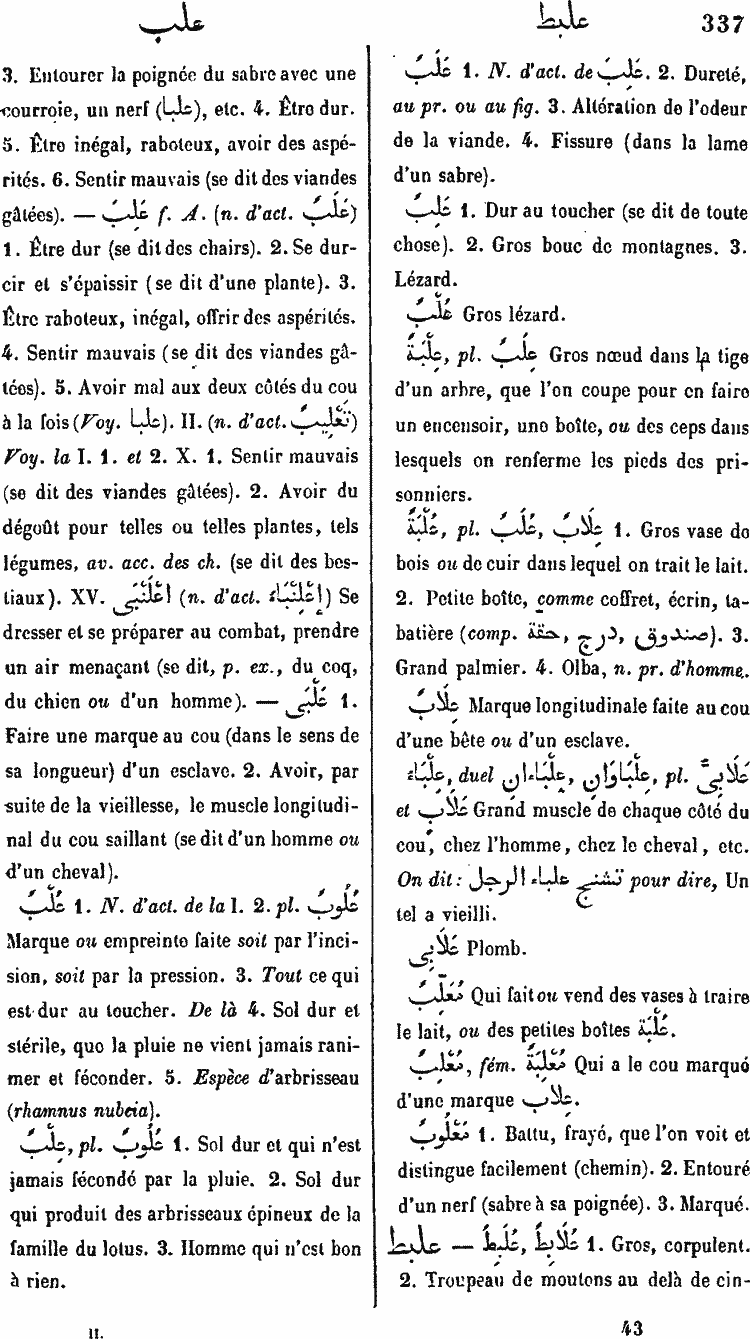 علب
علبط
337
3. Entourer la poignée du sabre avec une
courroie, un nerf (علبا), etc. 4. Être dur.
5. Être inégal, raboteux, avoir des aspé-
rités. 6. Sentir mauvais (se dit des viandes
gâtées). — عَلِبَ f. A. (n. d'act. عَلَبٌ)
1. Être dur (se dit des chairs). 2. Se dur-
cir et s'épaissir (se dit d'une plante). 3.
Être raboteux, inégal, offrir des aspérités.
4. Sentir mauvais (se dit des viandes gâ-
tées). 5. Avoir mal aux deux côtés du cou
à la fois (Voy. علبا). II. (n. d'act. تَعْلِيبٌ)
Voy. la I. 1. et 2. X. 1. Sentir mauvais
(se dit des viandes gâtées). 2. Avoir du
dégoût pour telles ou telles plantes, tels
légumes, av. acc. des ch. (se dit des bes-
tiaux). XV. اعْلَنْبَى (n. d'act. إِعْلِنْبَاء) Se
dresser et se préparer au combat, prendre
un air menaçant (se dit, p. ex., du coq,
du chien ou d'un homme). — عَلْبَى 1.
Faire une marque au cou (dans le sens de
sa longueur) d'un esclave. 2. Avoir, par
suite de la vieillesse, le muscle longitudi-
nal du cou saillant (se dit d'un homme ou
d'un cheval).
عَلْبٌ 1. N. d'act. de la I. 2. pl. عُلُوبٌ
Marque ou empreinte faite soit par l'inci-
sion, soit par la pression. 3. Tout ce qui
est dur au toucher. De là 4. Sol dur et
stérile, que la pluie ne vient jamais rani-
mer et féconder. 5. Espèce d'arbrisseau
(rhamnus nubeia).
عِلْبٌ, pl. عُلُوبٌ 1. Sol dur et qui n'est
jamais fécondé par la pluie. 2. Sol dur
qui produit des arbrisseaux épineux de la
famille du lotus. 3. Homme qui n'est bon
à rien.
II.
عَلَبٌ 1. N. d'act. de عَلِبَ. 2. Dureté,
au pr. ou au fig. 3. Altération de l'odeur
de la viande. 4. Fissure (dans la lame
d'un sabre).
عَلِبٌ 1. Dur au toucher (se dit de toute
chose). 2. Gros bouc de montagnes. 3.
Lézard.
Gros lézard.
عِلْبَةٌ, pl. عِلَبٌ Gros nœud dans la tige
d'un arbre, que l'on coupe pour en faire
un encensoir, une boîte, ou des ceps dans
lesquels on renferme les pieds des pri-
sonniers.
عُلْبَةٌ, pl. عُلَبٌ, عِلَابٌ 1. Gros vase de
bois ou de cuir dans lequel on trait le lait.
2. Petite boîte, comme coffret, écrin, ta-
batière (comp. حقة, درج, صندوق). 3.
Grand palmier. 4. Olba, n. pr. d'homme.
عِلَابٌ Marque longitudinale faite au cou
d'une bête ou d'un esclave.
عِلْبَاء, duel عِلْبَاءَانِ, عِلْبَاوَانِ, pl. عَلَابِيُّ
et Grand muscle de chaque côté du
cou, chez l'homme, chez le cheval, etc.
On dit: تشنج علباء الرجل pour dire, Un
tel a vieilli.
عَلَابِى Plomb.
مُعَلِّبٌ Qui fait ou vend des vases à traire
le lait, ou des petites boîtes عُلْبَة.
مُعَلَّبٌ, fém. مُعَلَّبَةٌ Qui a le cou marqué
d'une marque عِلَاب.
مَعْلُوبٌ 1. Battu, frayé, que l'on voit et
distingue facilement (chemin). 2. Entouré
d'un nerf (sabre à sa poignée). 3. Marqué.
علبط — عُلَبِطٌ, عُلَابِطٌ 1. Gros, corpulent.
2. Troupeau de moutons au delà de cin-
43